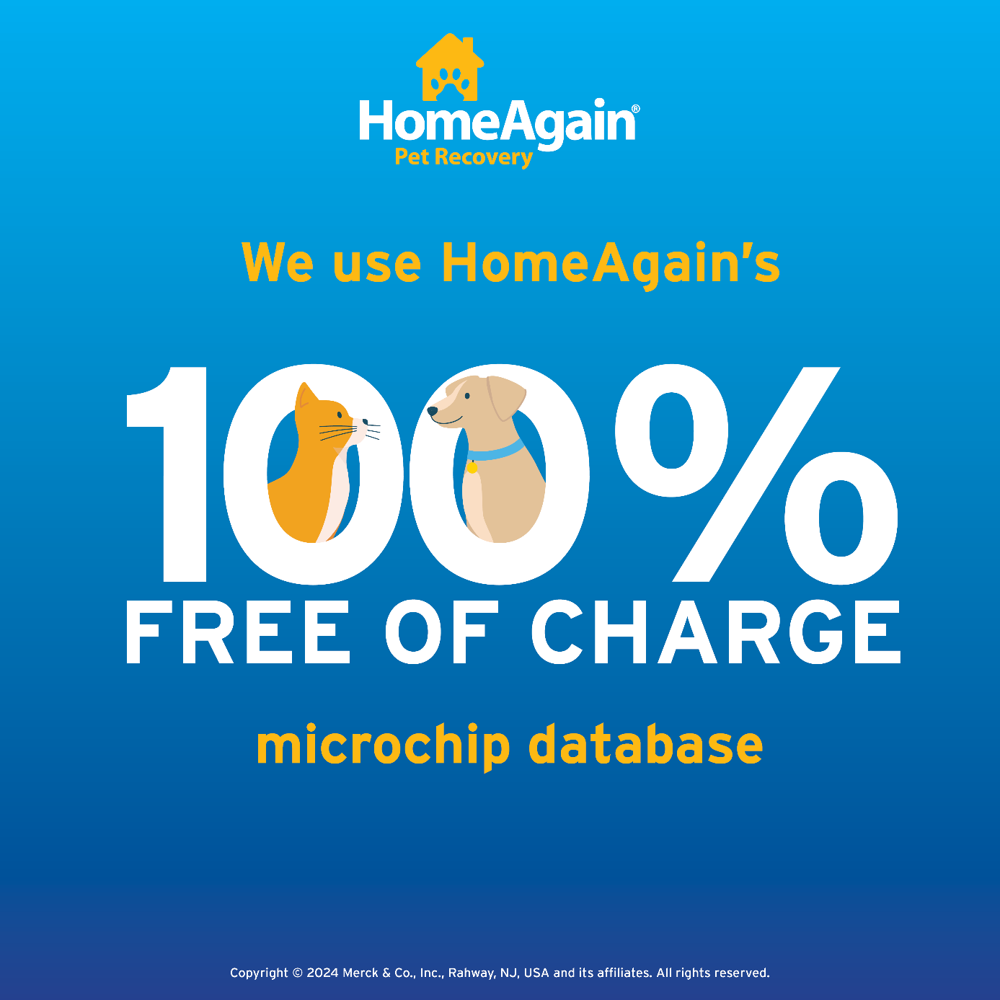 HomeAgain®
Pet Recovery
We use HomeAgain’s
100%
FREE OF CHARGE
microchip database
Copyright © 2024 Merck & Co., Inc., Rahway, NJ, USA and its affiliates. All rights reserved.